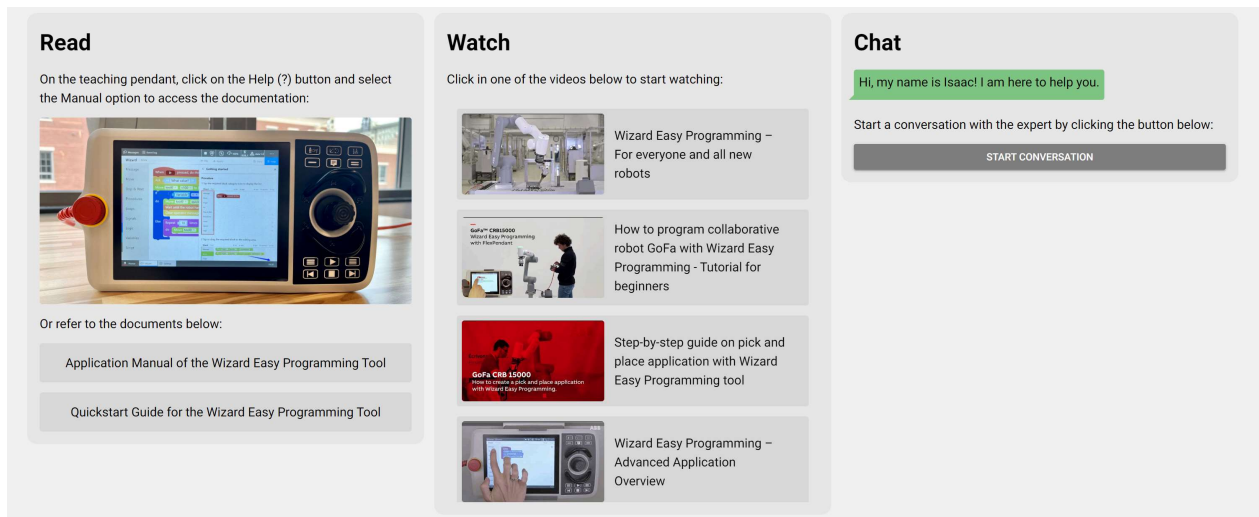 Read
On the teaching pendant, click on the Help (?) button and select
the Manual option to access the documentation:
Or refer to the documents below:
Application Manual of the Wizard Easy Programming Tool
Quickstart Guide for the Wizard Easy Programming Tool
Watch
Click in one of the videos below to start watching:
Wizard Easy Programming –
For everyone and all new
robots
GoFa™ CRB15000
Wizard Easy Programming
with FlexPendant
How to program collaborative
robot GoFa with Wizard Easy
Programming - Tutorial for
beginners
GoFa CRB 15000
How to create a pick and place application
with Wizard Easy Programming.
Step-by-step guide on pick and
place application with Wizard
Easy Programming tool
ABB
Wizard Easy Programming –
Advanced Application
Overview
Chat
Hi, my name is Isaac! I am here to help you.
Start a conversation with the expert by clicking the button below:
START CONVERSATION